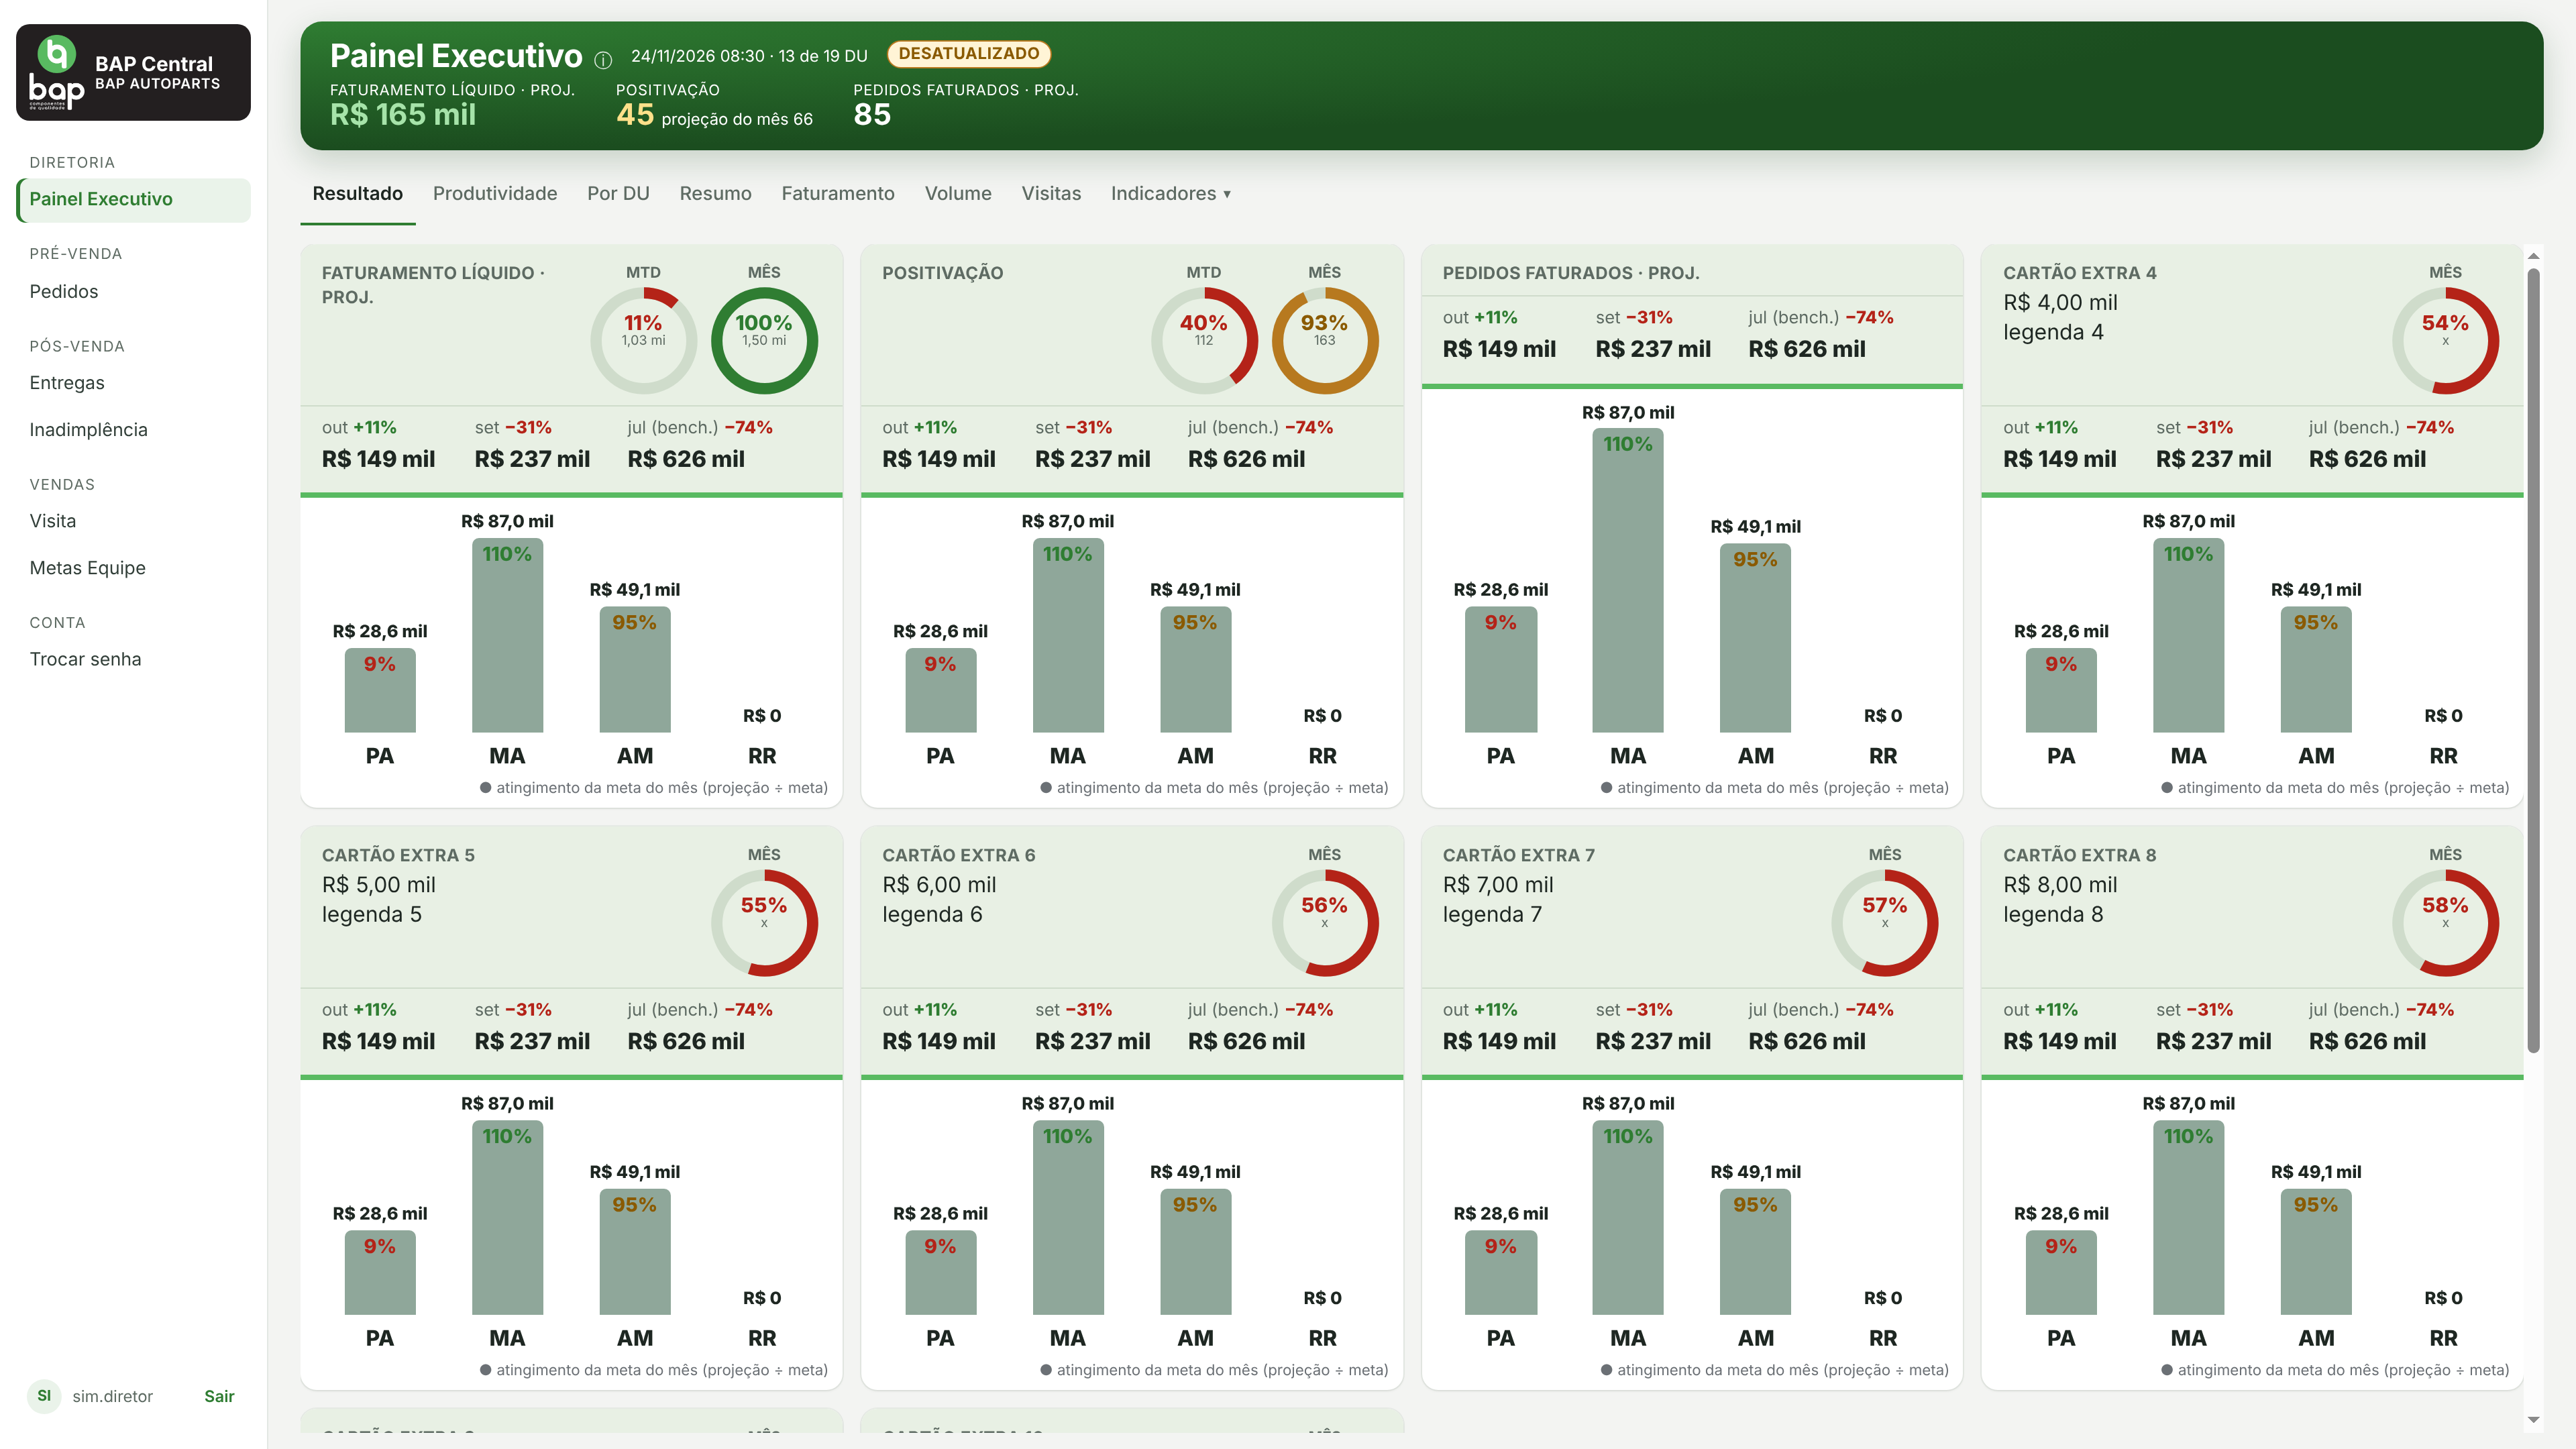 bap
componentes
de qualidade
BAP Central
BAP AUTOPARTS
DIRETORIA
Painel Executivo
PRÉ-VENDA
Pedidos
PÓS-VENDA
Entregas
Inadimplência
VENDAS
Visita
Metas Equipe
CONTA
Trocar senha
SI sim.diretor Sair
Painel Executivo ⓘ 24/11/2026 08:30 · 13 de 19 DU DESATUALIZADO
FATURAMENTO LÍQUIDO · PROJ. POSITIVAÇÃO PEDIDOS FATURADOS · PROJ.
R$ 165 mil 45 projeção do mês 66 85
Resultado Produtividade Por DU Resumo Faturamento Volume Visitas Indicadores ▾
FATURAMENTO LÍQUIDO ·
PROJ.
MTD MÊS
11% 100%
1,03 mi 1,50 mi
out +11% set −31% jul (bench.) −74%
R$ 149 mil R$ 237 mil R$ 626 mil
R$ 87,0 mil
110%
R$ 49,1 mil
95%
R$ 28,6 mil
9%
R$ 0
PA MA AM RR
● atingimento da meta do mês (projeção ÷ meta)
POSITIVAÇÃO
MTD MÊS
40% 93%
112 163
out +11% set −31% jul (bench.) −74%
R$ 149 mil R$ 237 mil R$ 626 mil
R$ 87,0 mil
110%
R$ 49,1 mil
95%
R$ 28,6 mil
9%
R$ 0
PA MA AM RR
● atingimento da meta do mês (projeção ÷ meta)
PEDIDOS FATURADOS · PROJ.
out +11% set −31% jul (bench.) −74%
R$ 149 mil R$ 237 mil R$ 626 mil
R$ 87,0 mil
110%
R$ 49,1 mil
95%
R$ 28,6 mil
9%
R$ 0
PA MA AM RR
● atingimento da meta do mês (projeção ÷ meta)
CARTÃO EXTRA 4 MÊS
R$ 4,00 mil
legenda 4
54%
x
out +11% set −31% jul (bench.) −74%
R$ 149 mil R$ 237 mil R$ 626 mil
R$ 87,0 mil
110%
R$ 49,1 mil
95%
R$ 28,6 mil
9%
R$ 0
PA MA AM RR
● atingimento da meta do mês (projeção ÷ meta)
CARTÃO EXTRA 5 MÊS
R$ 5,00 mil
legenda 5
55%
x
out +11% set −31% jul (bench.) −74%
R$ 149 mil R$ 237 mil R$ 626 mil
R$ 87,0 mil
110%
R$ 49,1 mil
95%
R$ 28,6 mil
9%
R$ 0
PA MA AM RR
● atingimento da meta do mês (projeção ÷ meta)
CARTÃO EXTRA 6 MÊS
R$ 6,00 mil
legenda 6
56%
x
out +11% set −31% jul (bench.) −74%
R$ 149 mil R$ 237 mil R$ 626 mil
R$ 87,0 mil
110%
R$ 49,1 mil
95%
R$ 28,6 mil
9%
R$ 0
PA MA AM RR
● atingimento da meta do mês (projeção ÷ meta)
CARTÃO EXTRA 7 MÊS
R$ 7,00 mil
legenda 7
57%
x
out +11% set −31% jul (bench.) −74%
R$ 149 mil R$ 237 mil R$ 626 mil
R$ 87,0 mil
110%
R$ 49,1 mil
95%
R$ 28,6 mil
9%
R$ 0
PA MA AM RR
● atingimento da meta do mês (projeção ÷ meta)
CARTÃO EXTRA 8 MÊS
R$ 8,00 mil
legenda 8
58%
x
out +11% set −31% jul (bench.) −74%
R$ 149 mil R$ 237 mil R$ 626 mil
R$ 87,0 mil
110%
R$ 49,1 mil
95%
R$ 28,6 mil
9%
R$ 0
PA MA AM RR
● atingimento da meta do mês (projeção ÷ meta)